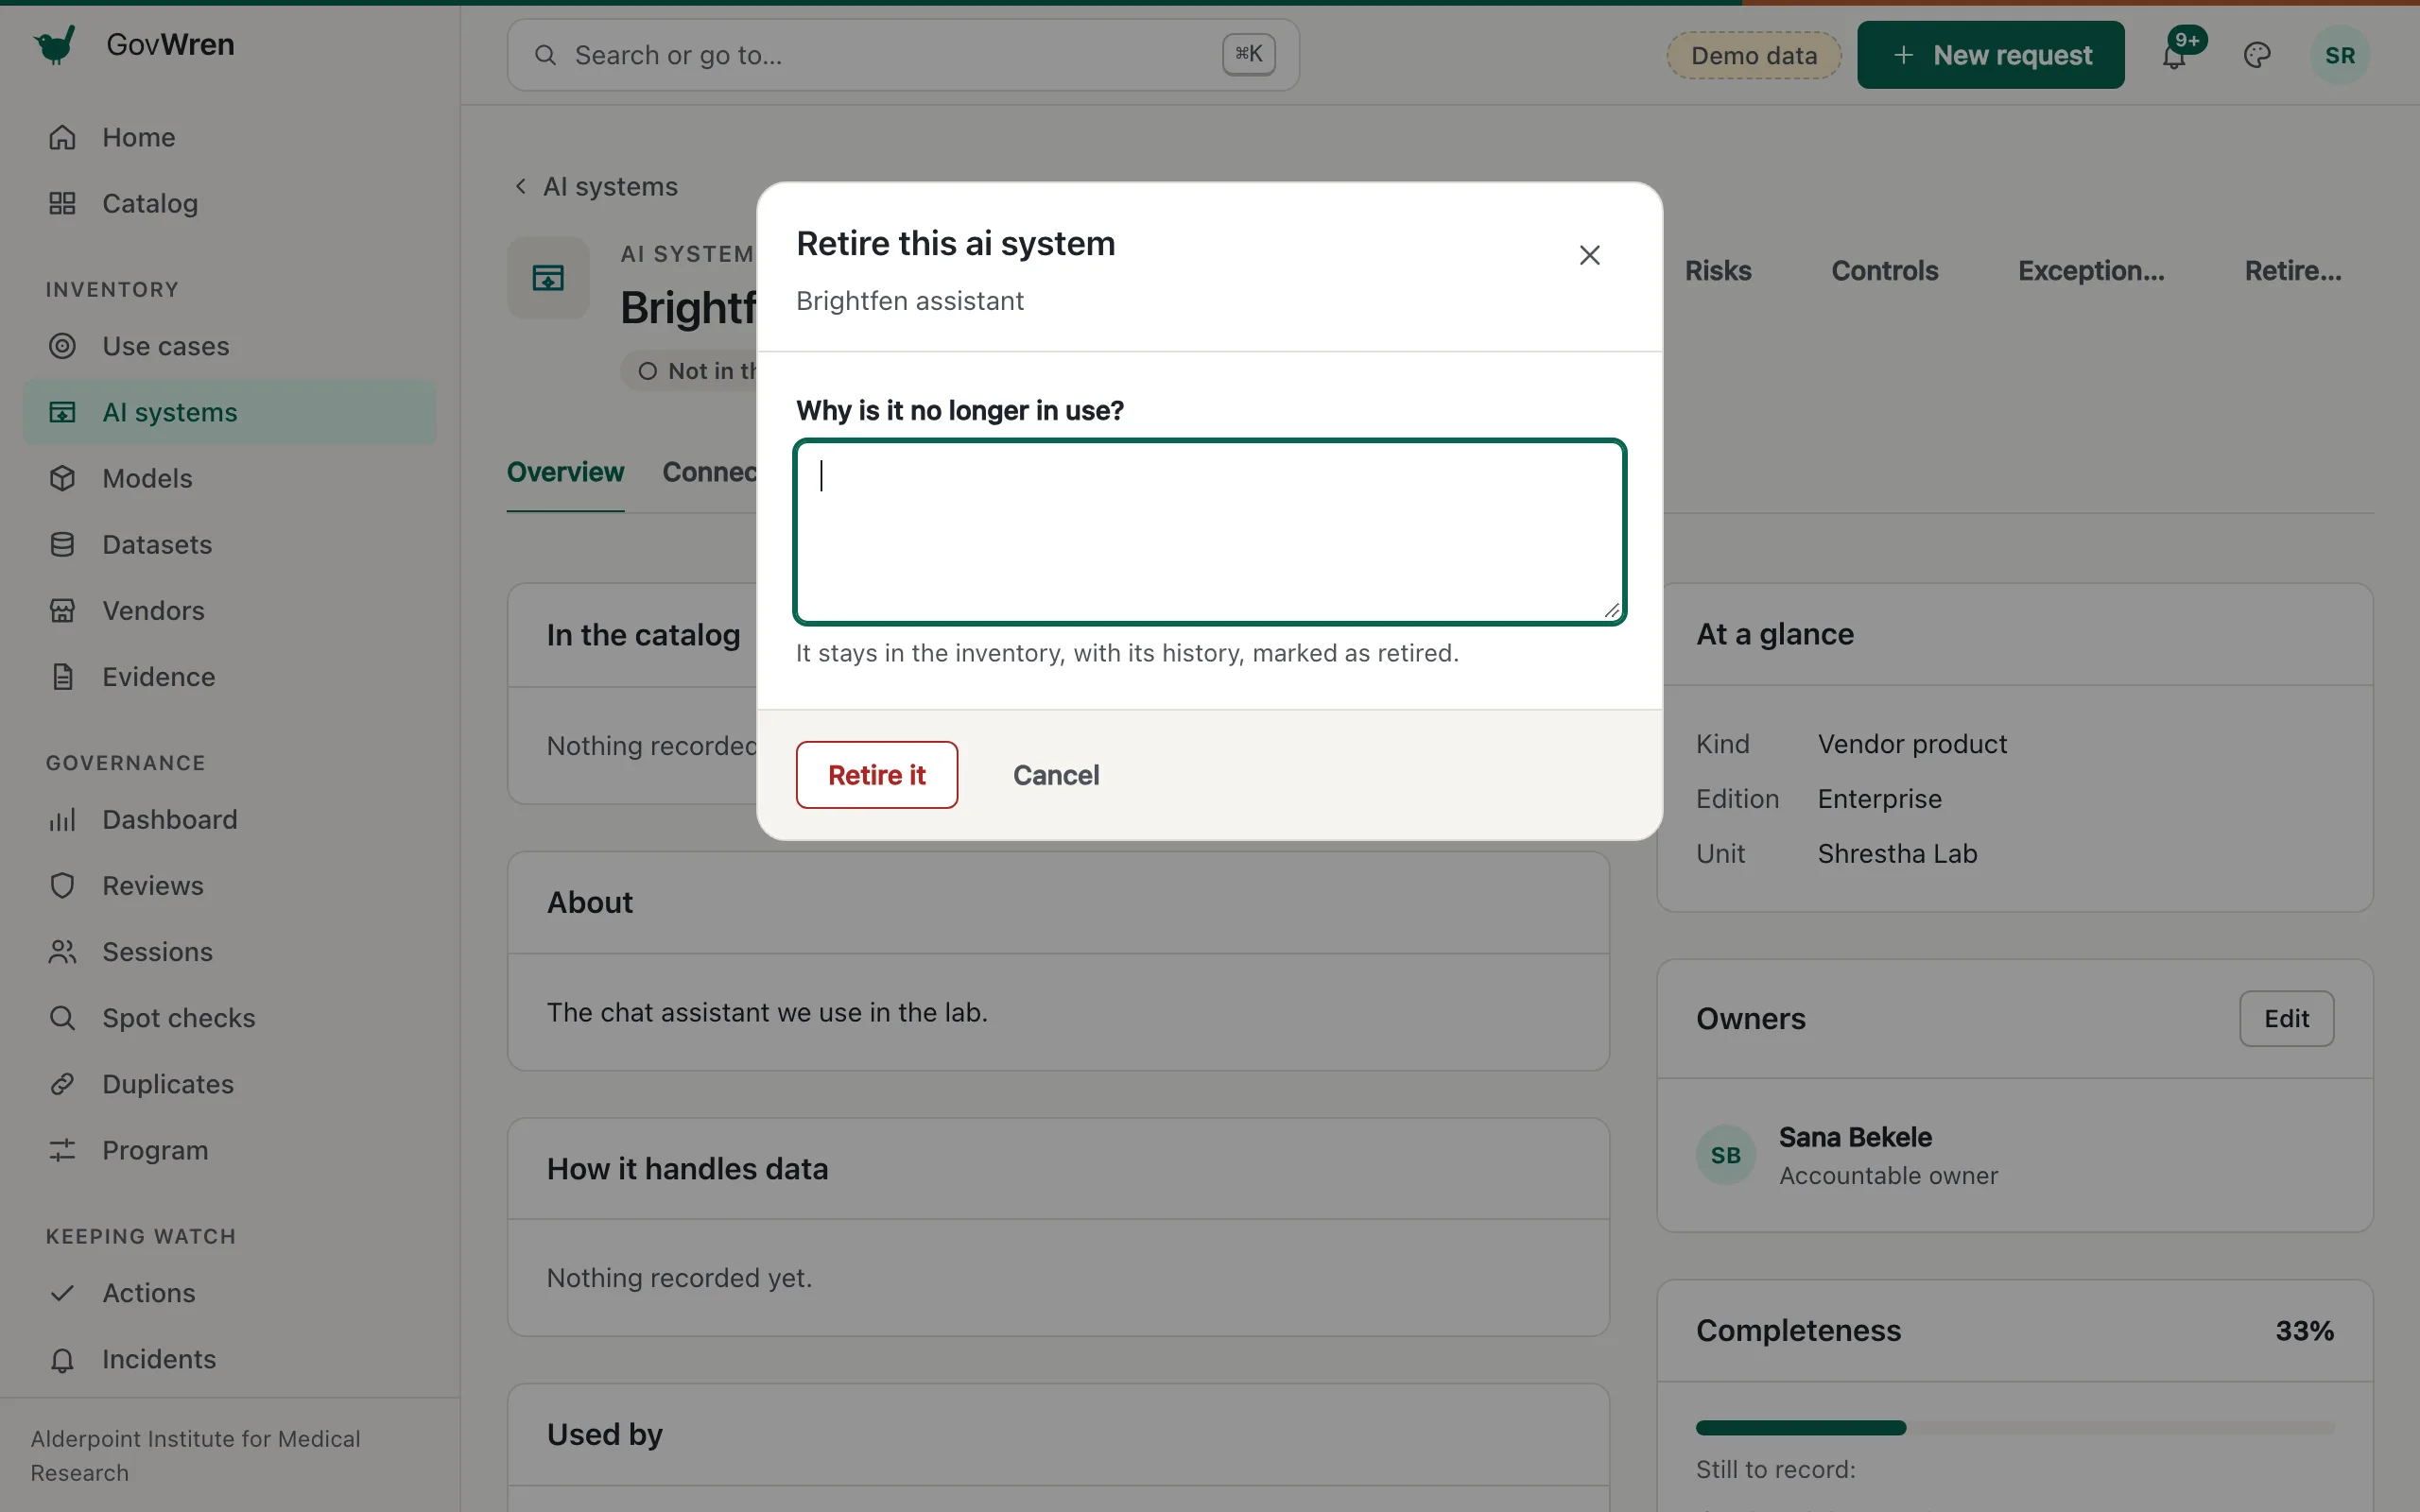 GovWren
Search or go to...
⌘K
Demo data
+ New request
9+
SR
Home
Catalog
INVENTORY
Use cases
AI systems
Models
Datasets
Vendors
Evidence
GOVERNANCE
Dashboard
Reviews
Sessions
Spot checks
Duplicates
Program
KEEPING WATCH
Actions
Incidents
Alderpoint Institute for Medical
Research
AI systems
AI SYSTEM
Brightf
Not in th
Risks
Controls
Exception...
Retire...
Overview
Connec
Retire this ai system
Brightfen assistant
Why is it no longer in use?
It stays in the inventory, with its history, marked as retired.
Retire it
Cancel
In the catalog
Nothing recorded
About
The chat assistant we use in the lab.
How it handles data
Nothing recorded yet.
Used by
At a glance
Kind Vendor product
Edition Enterprise
Unit Shrestha Lab
Owners
Edit
SB
Sana Bekele
Accountable owner
Completeness
33%
Still to record: